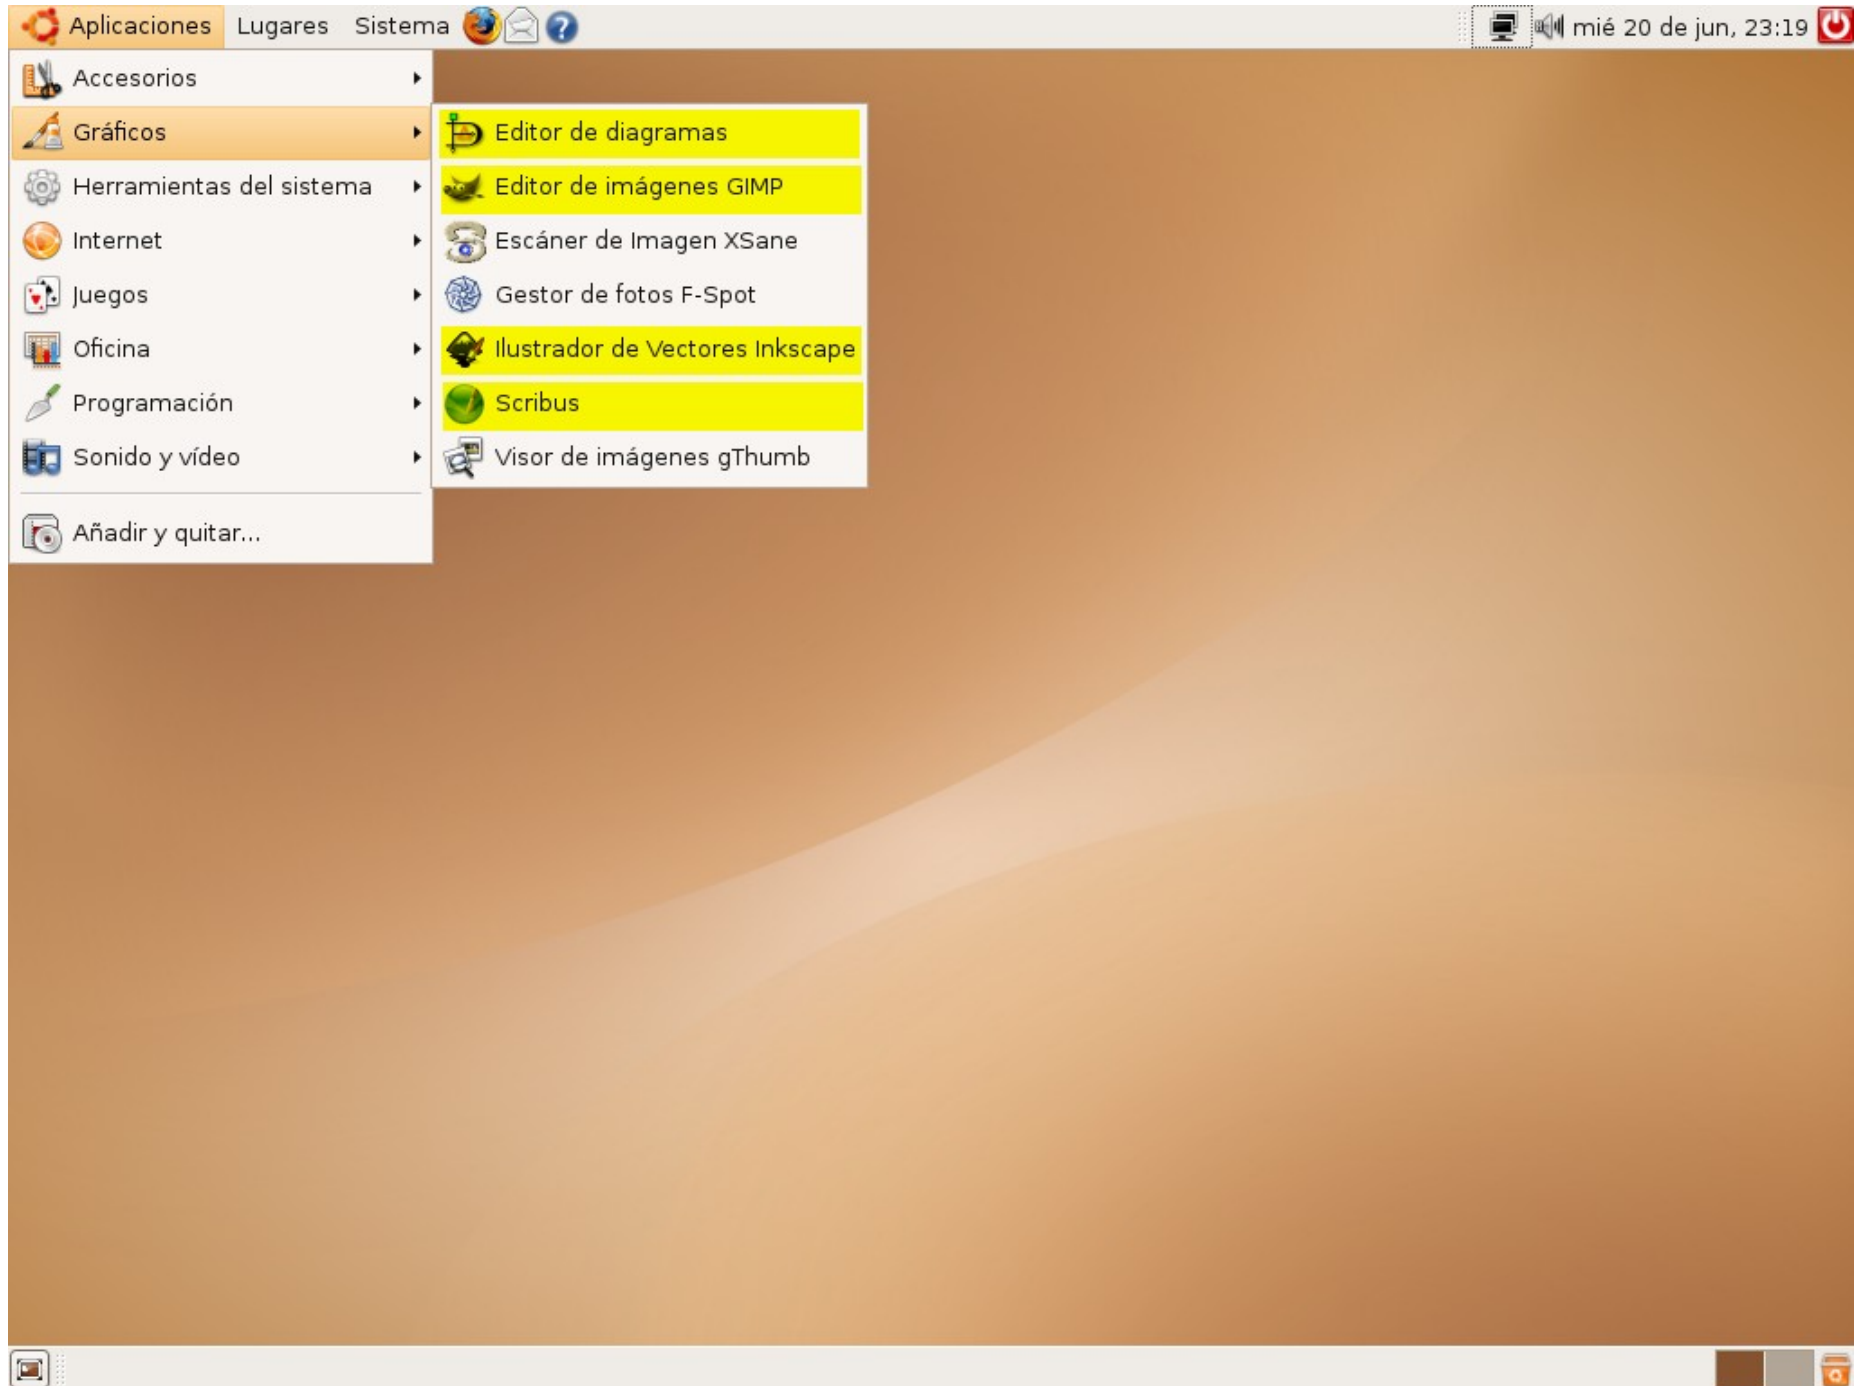 Aplicaciones Lugares Sistema mié 20 de jun, 23:19
Accesorios
Gráficos
Herramientas del sistema
Internet
Juegos
Oficina
Programación
Sonido y vídeo
Añadir y quitar...
Editor de diagramas
Editor de imágenes GIMP
Escáner de Imagen XSane
Gestor de fotos F-Spot
Ilustrador de Vectores Inkscape
Scribus
Visor de imágenes gThumb